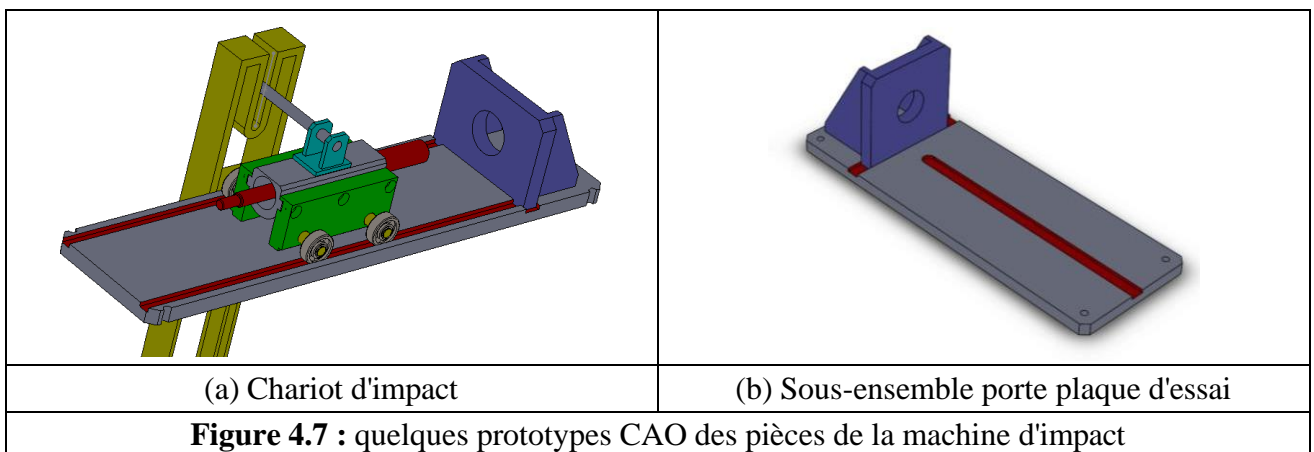 (a) Chariot d'impact
(b) Sous-ensemble porte plaque d'essai
Figure 4.7 : quelques prototypes CAO des pièces de la machine d'impact